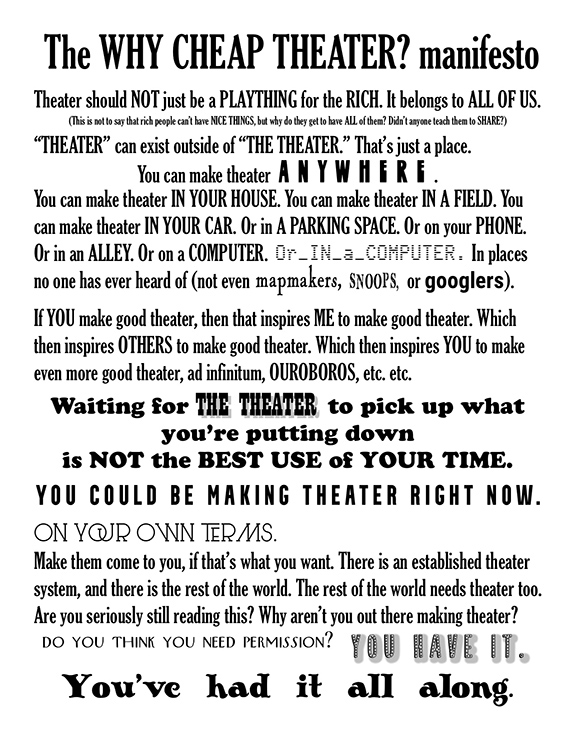 The WHY CHEAP THEATER? manifesto
Theater should NOT just be a PLAYTHING for the RICH. It belongs to ALL OF US.
(This is not to say that rich people can't have NICE THINGS, but why do they get to have ALL of them? Didn't anyone teach them to SHARE?)
“THEATER” can exist outside of “THE THEATER.” That's just a place.
You can make theater ANYWHERE.
You can make theater IN YOUR HOUSE. You can make theater IN A FIELD. You
can make theater IN YOUR CAR. Or in A PARKING SPACE. Or on your PHONE.
Or in an ALLEY. Or on a COMPUTER. Or_IN_a_COMPUTER. In places
no one has ever heard of (not even mapmakers, SNOOPS, or googlers).
If YOU make good theater, then that inspires ME to make good theater. Which
then inspires OTHERS to make good theater. Which then inspires YOU to make
even more good theater, ad infinitum, OUROBOROS, etc. etc.
Waiting for THE THEATER to pick up what
you're putting down
is NOT the BEST USE of YOUR TIME.
YOU COULD BE MAKING THEATER RIGHT NOW.
ON YOUR OWN TERMS.
Make them come to you, if that's what you want. There is an established theater
system, and there is the rest of the world. The rest of the world needs theater too.
Are you seriously still reading this? Why aren't you out there making theater?
DO YOU THINK YOU NEED PERMISSION? YOU HAVE IT.
You've had it all along.